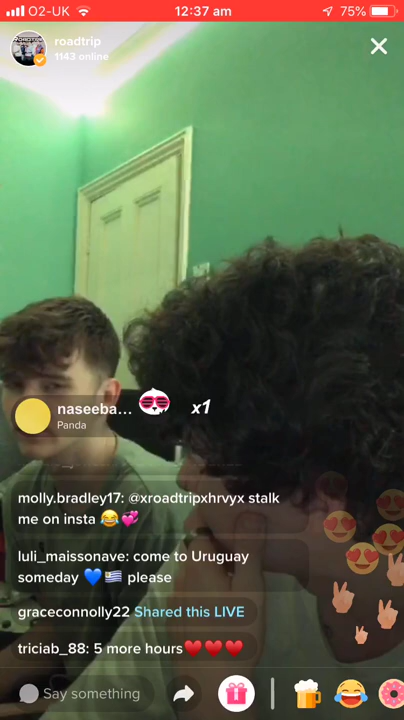 O2-UK 12:37 am 75%
roadtrip
1143 online
naseeba... x1
Panda
molly.bradley17: @xroadtripxhrvyx stalk
me on insta 😂💞
luli_maissonave: come to Uruguay
someday 💙🇺🇾 please
graceconnolly22 Shared this LIVE
triciab_88: 5 more hours♥️♥️♥️
Say something